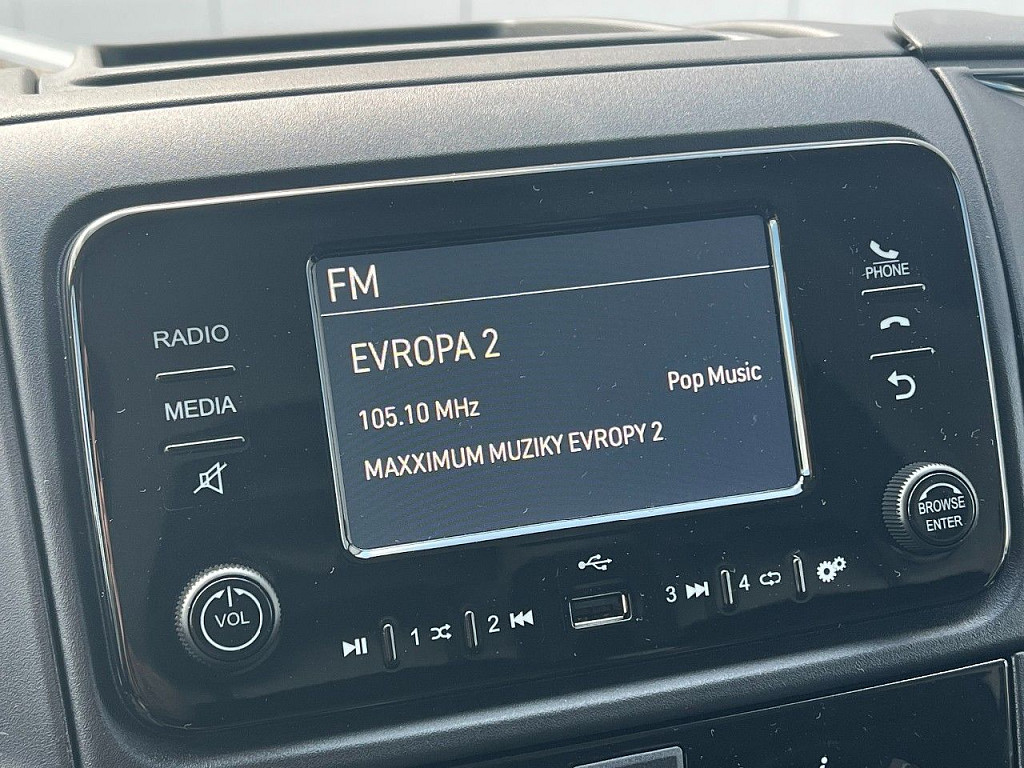 FM
EVROPA 2
Pop Music
105.10 MHz
MAXXIMUM MUZIKY EVROPY 2
RADIO
MEDIA
VOL
1
2
3
4
PHONE
BROWSE
ENTER